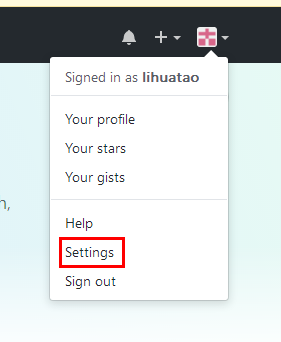 Signed in as lihuatao
Your profile
Your stars
Your gists
h,
Help
Settings
Sign out